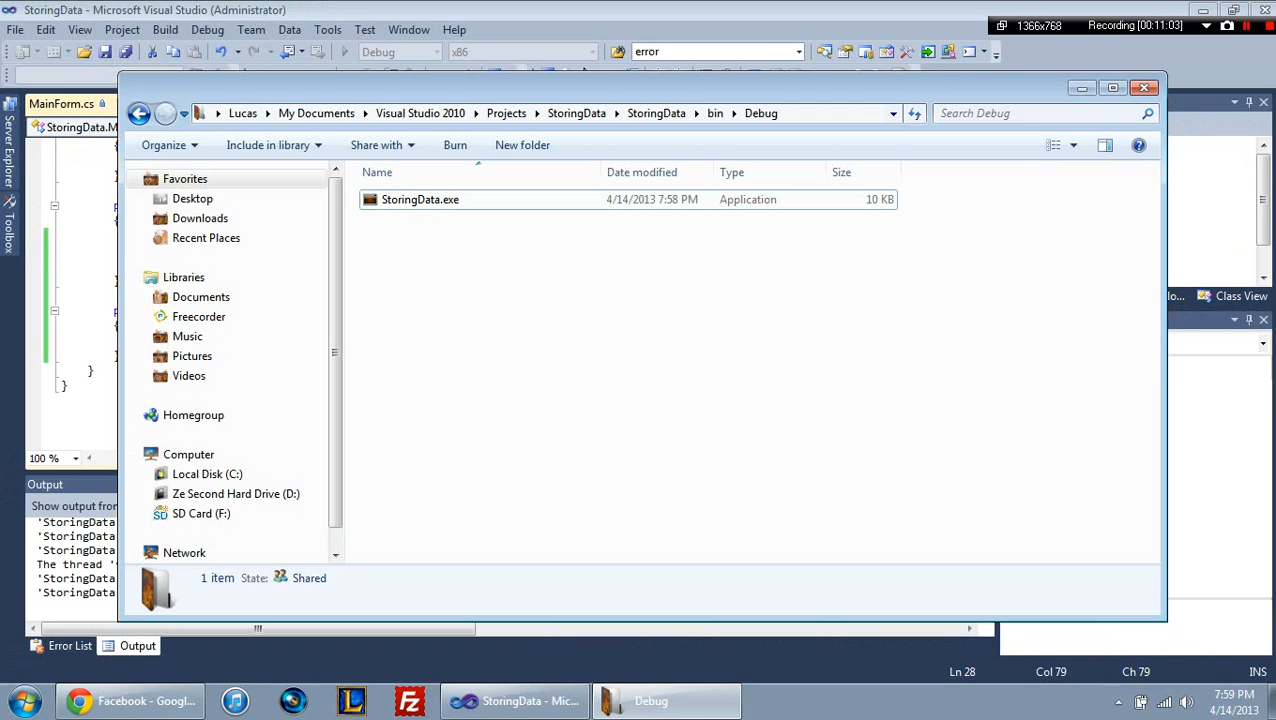 StoringData - Microsoft Visual Studio (Administrator)
File Edit View Project Build Debug Team Data Tools Test Window Help
1366x768 Recording [00:11:03]
Debug x86 error
MainForm.cs
Lucas My Documents Visual Studio 2010 Projects StoringData StoringData bin Debug Search Debug
StoringData.M
Organize Include in library Share with Burn New folder
Server Explorer
Toolbox
Name Date modified Type Size
StoringData.exe 4/14/2013 7:58 PM Application 10 KB
Favorites
Desktop
Downloads
Recent Places
Libraries
Documents
Freecorder
Music
Pictures
Videos
Homegroup
Computer
Local Disk (C:)
Ze Second Hard Drive (D:)
SD Card (F:)
Network
1 item State: Shared
Class View
}
}
100 %
Output
Show output from
'StoringData
'StoringData
'StoringData
The thread '
'StoringData
'StoringData
Error List Output
Ln 28 Col 79 Ch 79 INS
Facebook - Googl... StoringData - Mic... Debug
7:59 PM
4/14/2013